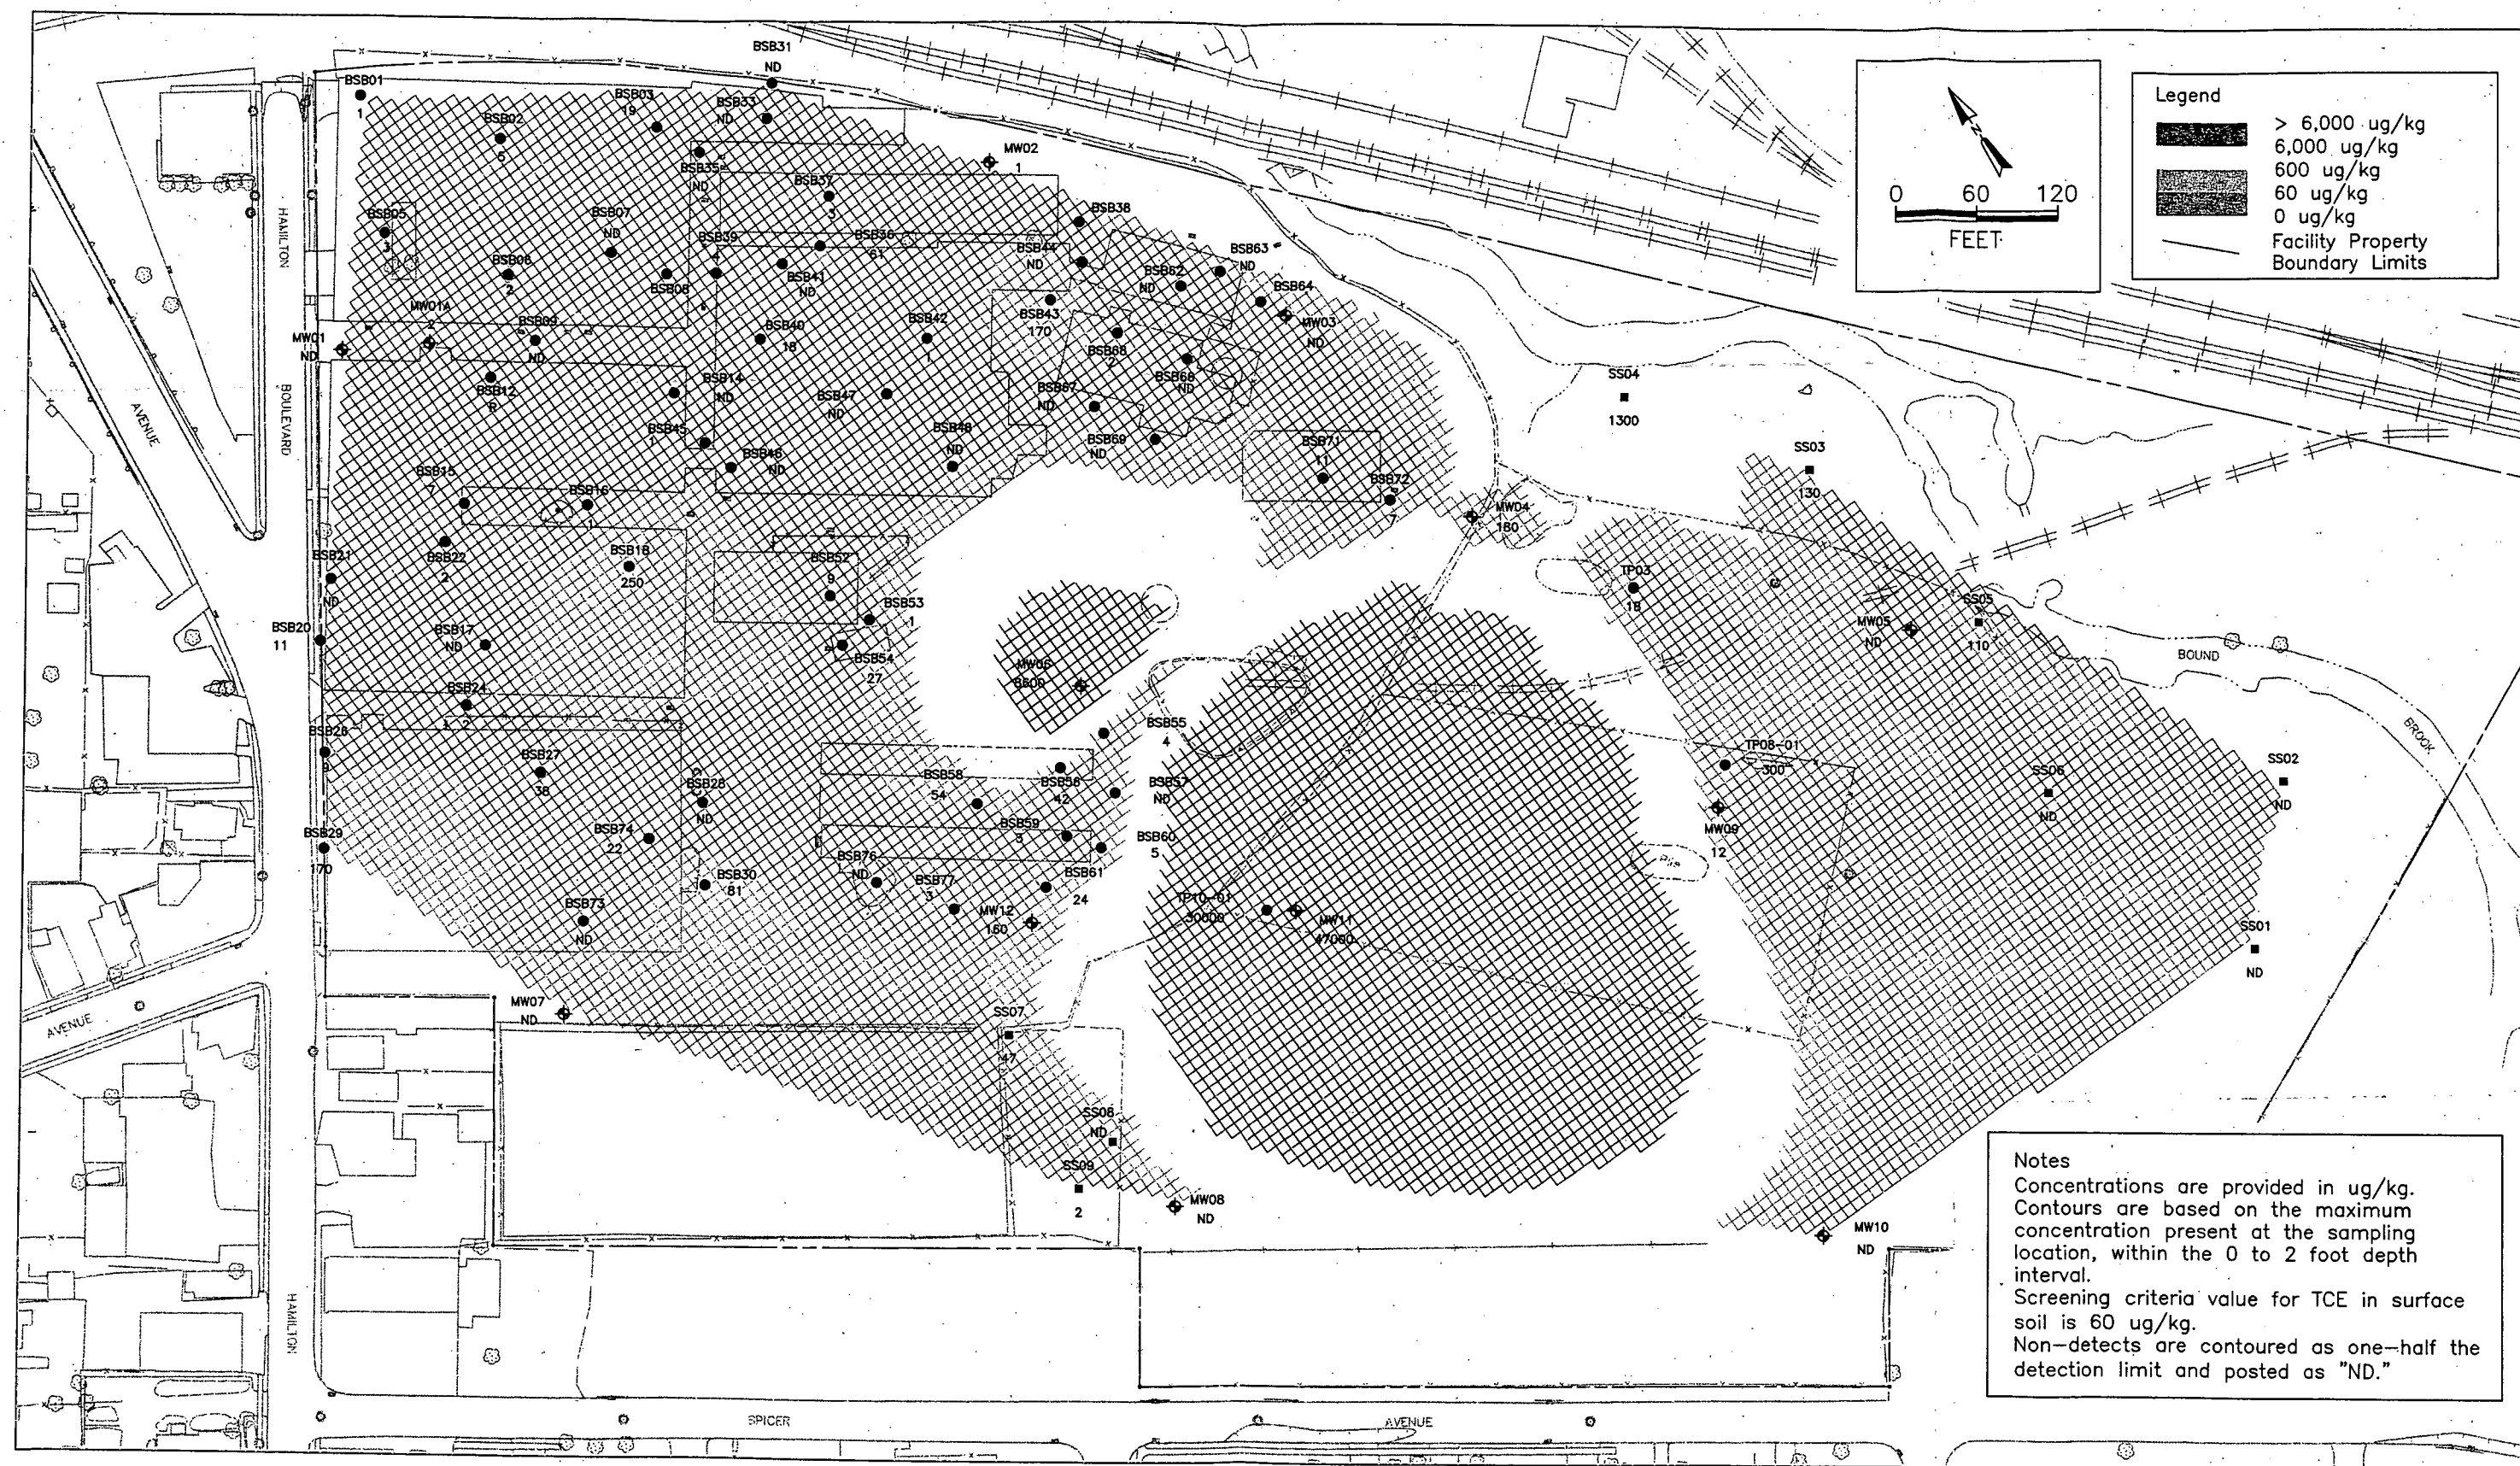 BSB31
ND
BSB01
1
BSB03
19
BSB33
ND
BSB02
5
MW02
1
BSB35
ND
BSB37
3
BSB38
BSB05
3
BSB07
ND
BSB39
4
BSB36
61
BSB44
ND
BSB63
ND
BSB06
2
BSB08
BSB41
ND
BSB62
ND
BSB64
MW01A
2
MW01
ND
BSB09
ND
BSB40
18
BSB42
1
BSB43
170
BSB68
2
MW03
ND
BSB12
R
BSB14
ND
BSB47
ND
BSB67
ND
BSB66
ND
BSB45
1
BSB46
ND
BSB48
ND
BSB69
ND
BSB71
11
BSB72
7
MW04
180
SS04
1300
SS03
130
BSB15
7
BSB16
1
BSB22
2
BSB18
250
BSB52
9
BSB53
1
BSB21
ND
BSB20
11
BSB17
ND
BSB54
27
MW06
8600
TP03
18
MW05
ND
SS05
110
BSB24
2
BSB26
9
BSB27
38
BSB28
ND
BSB55
4
BSB58
54
BSB56
42
BSB57
ND
TP08-01
300
SS06
ND
SS02
ND
BSB29
170
BSB74
22
BSB59
3
BSB60
5
MW09
12
BSB76
ND
BSB30
81
BSB77
3
BSB61
24
BSB73
ND
MW12
160
TP10-01
30000
MW11
47000
SS01
ND
MW07
ND
SS07
47
SS08
ND
SS09
2
MW08
ND
MW10
ND
HAMILTON
BOULEVARD
AVENUE
AVENUE
HAMILTON
SPICER
AVENUE
BOUND
BROOK
N
0 60 120
FEET
Legend
> 6,000 ug/kg
6,000 ug/kg
600 ug/kg
60 ug/kg
0 ug/kg
Facility Property
Boundary Limits
Notes
Concentrations are provided in ug/kg.
Contours are based on the maximum
concentration present at the sampling
location, within the 0 to 2 foot depth
interval.
Screening criteria value for TCE in surface
soil is 60 ug/kg.
Non-detects are contoured as one-half the
detection limit and posted as "ND."